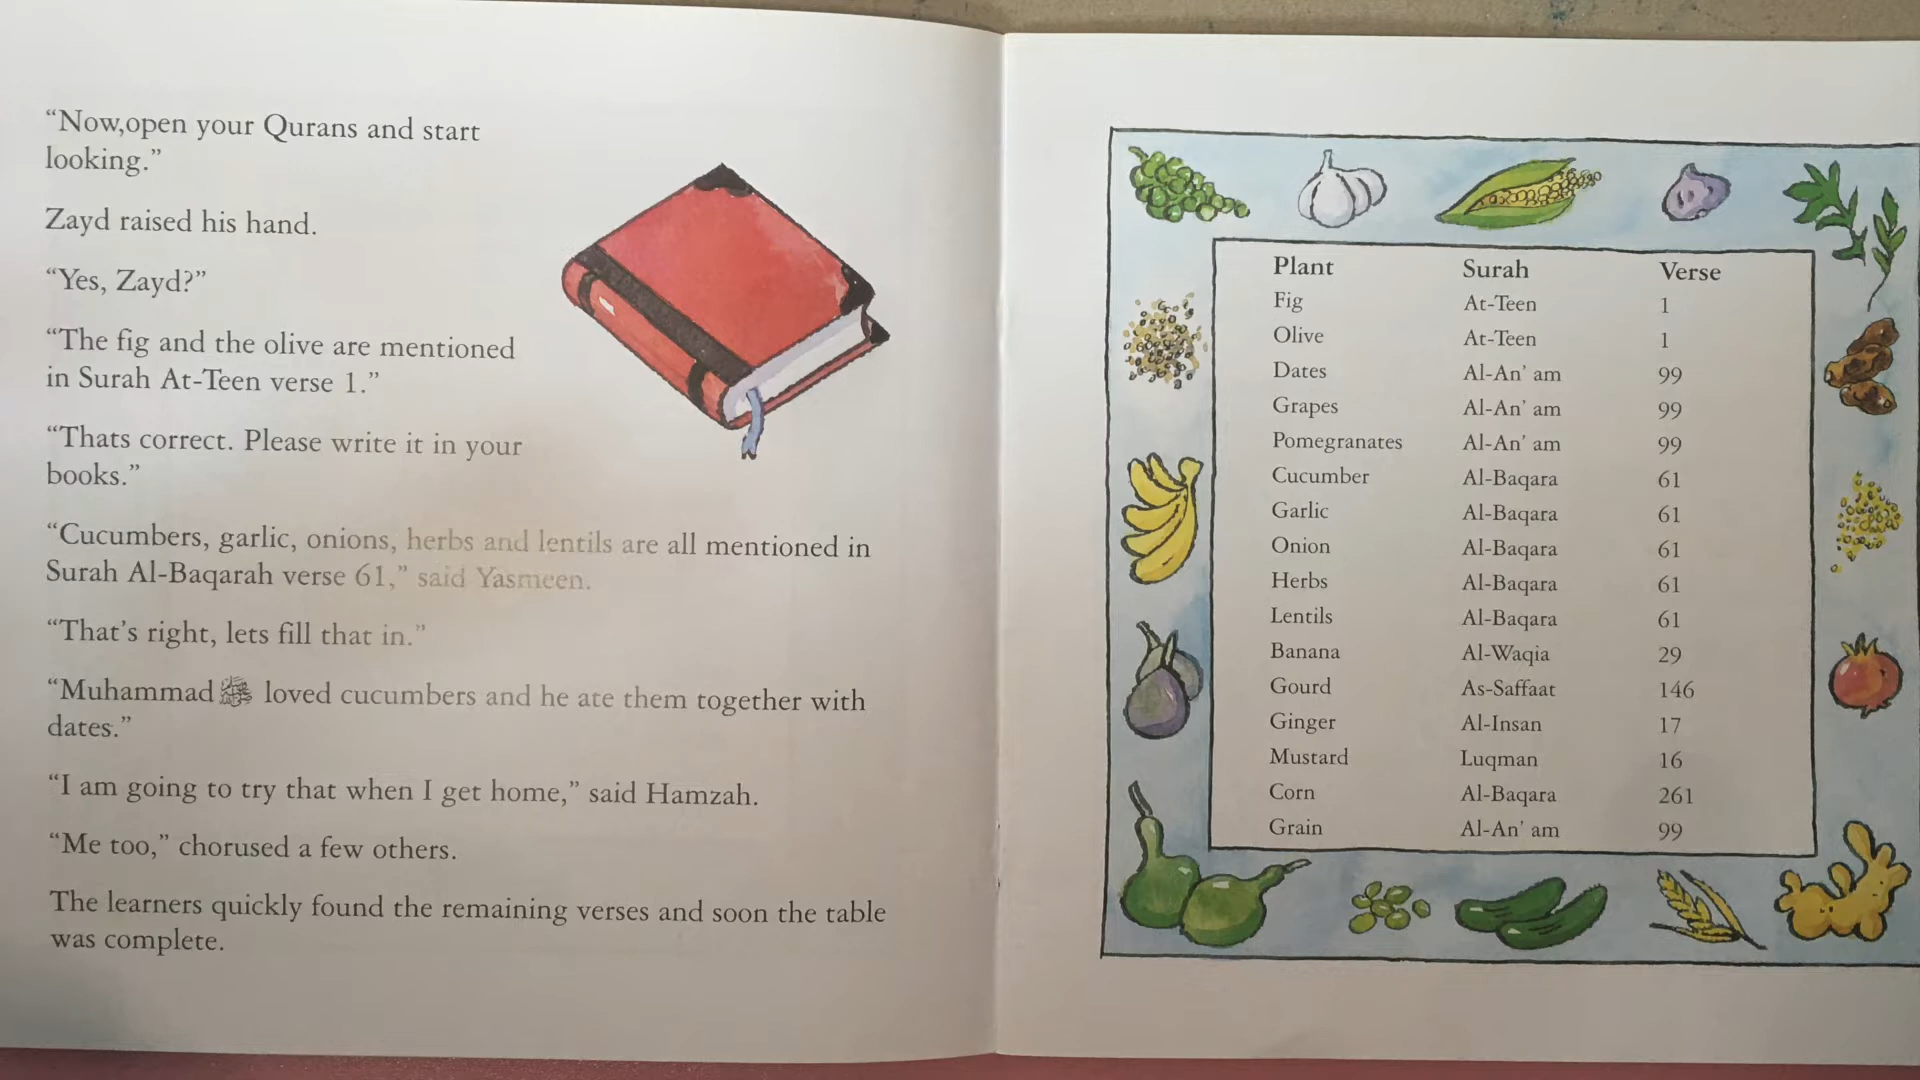 “Now,open your Qurans and start
looking.”
Zayd raised his hand.
“Yes, Zayd?”
“The fig and the olive are mentioned
in Surah At-Teen verse 1.”
“Thats correct. Please write it in your
books.”
“Cucumbers, garlic, onions, herbs and lentils are all mentioned in
Surah Al-Baqarah verse 61,” said Yasmeen.
“That’s right, lets fill that in.”
“Muhammad ﷺ loved cucumbers and he ate them together with
dates.”
“I am going to try that when I get home,” said Hamzah.
“Me too,” chorused a few others.
The learners quickly found the remaining verses and soon the table
was complete.
Plant Surah Verse
Fig At-Teen 1
Olive At-Teen 1
Dates Al-An’ am 99
Grapes Al-An’ am 99
Pomegranates Al-An’ am 99
Cucumber Al-Baqara 61
Garlic Al-Baqara 61
Onion Al-Baqara 61
Herbs Al-Baqara 61
Lentils Al-Baqara 61
Banana Al-Waqia 29
Gourd As-Saffaat 146
Ginger Al-Insan 17
Mustard Luqman 16
Corn Al-Baqara 261
Grain Al-An’ am 99